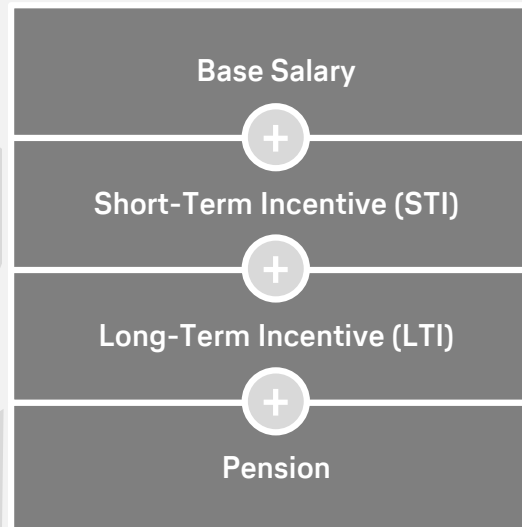 Base Salary
+
Short-Term Incentive (STI)
+
Long-Term Incentive (LTI)
+
Pension